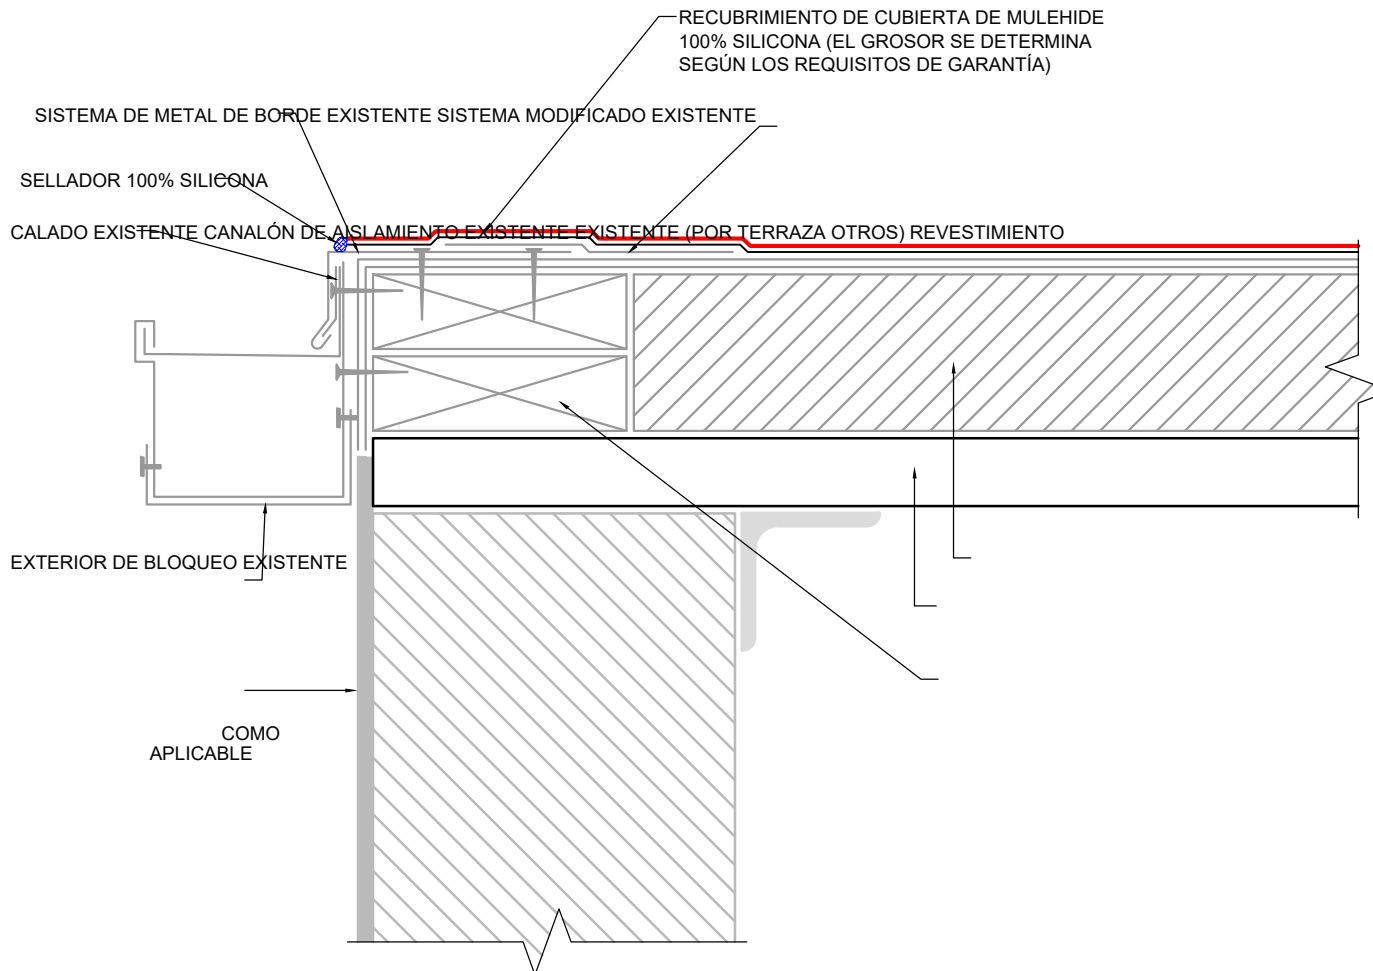 RECUBRIMIENTO DE CUBIERTA DE MULEHIDE
100% SILICONA (EL GROSOR SE DETERMINA
SEGÚN LOS REQUISITOS DE GARANTÍA)
SISTEMA DE METAL DE BORDE EXISTENTE SISTEMA MODIFICADO EXISTENTE
SELLADOR 100% SILICONA
CALADO EXISTENTE CANALÓN DE AISLAMIENTO EXISTENTE EXISTENTE (POR TERRAZA OTROS) REVESTIMIENTO
EXTERIOR DE BLOQUEO EXISTENTE
COMO
APLICABLE